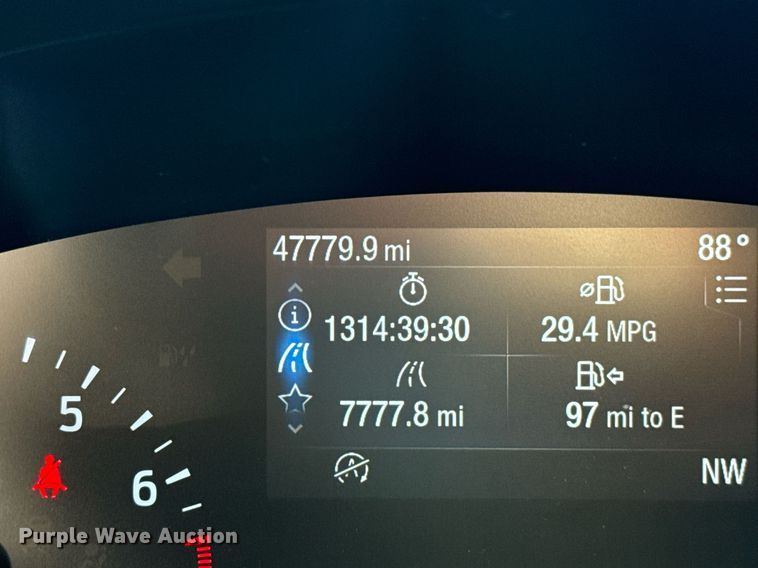 47779.9 mi 88°
i
1314:39:30 29.4 MPG
7777.8 mi 97 mi to E
A
NW
5
6
Purple Wave Auction